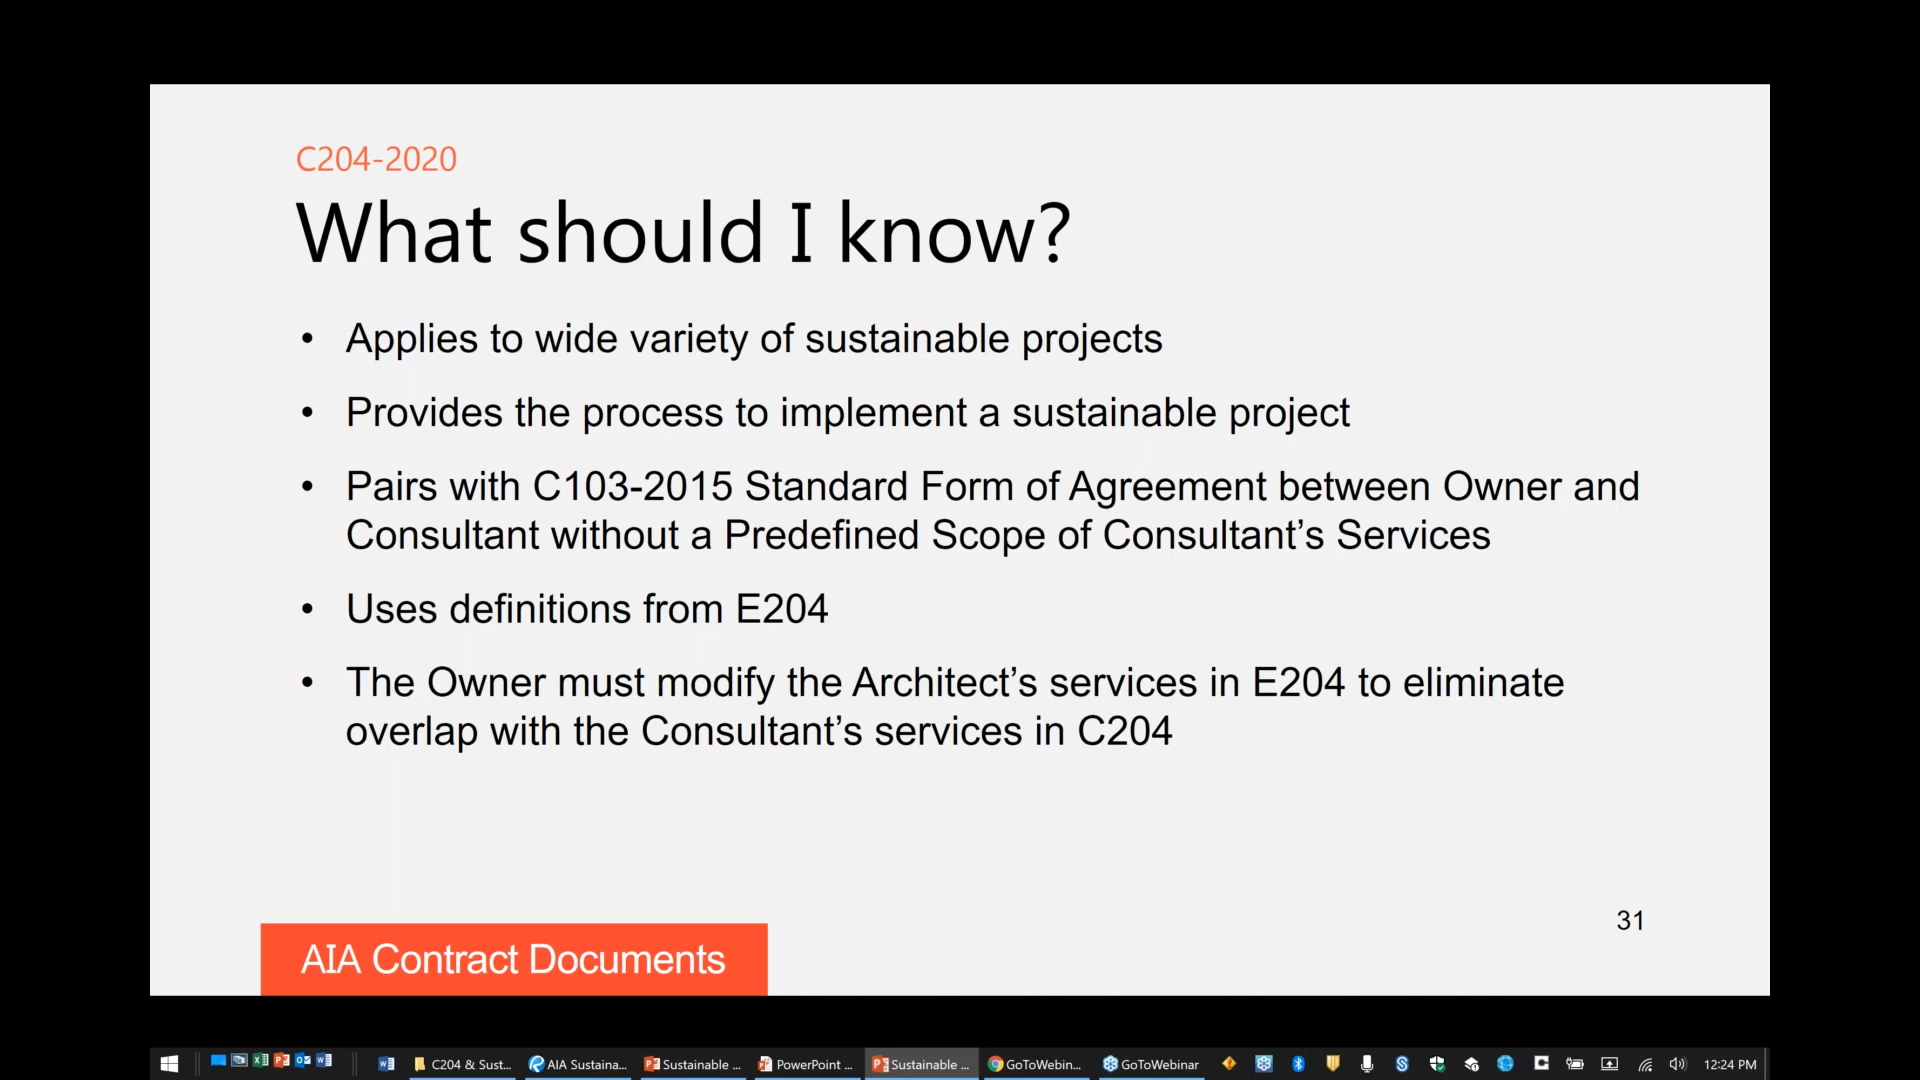 C204-2020
What should I know?
• Applies to wide variety of sustainable projects
• Provides the process to implement a sustainable project
• Pairs with C103-2015 Standard Form of Agreement between Owner and
Consultant without a Predefined Scope of Consultant’s Services
• Uses definitions from E204
• The Owner must modify the Architect’s services in E204 to eliminate
overlap with the Consultant’s services in C204
31
AIA Contract Documents
C204 & Sust... AIA Sustaina... Sustainable ... PowerPoint ... Sustainable ... GoToWebin... GoToWebinar 12:24 PM